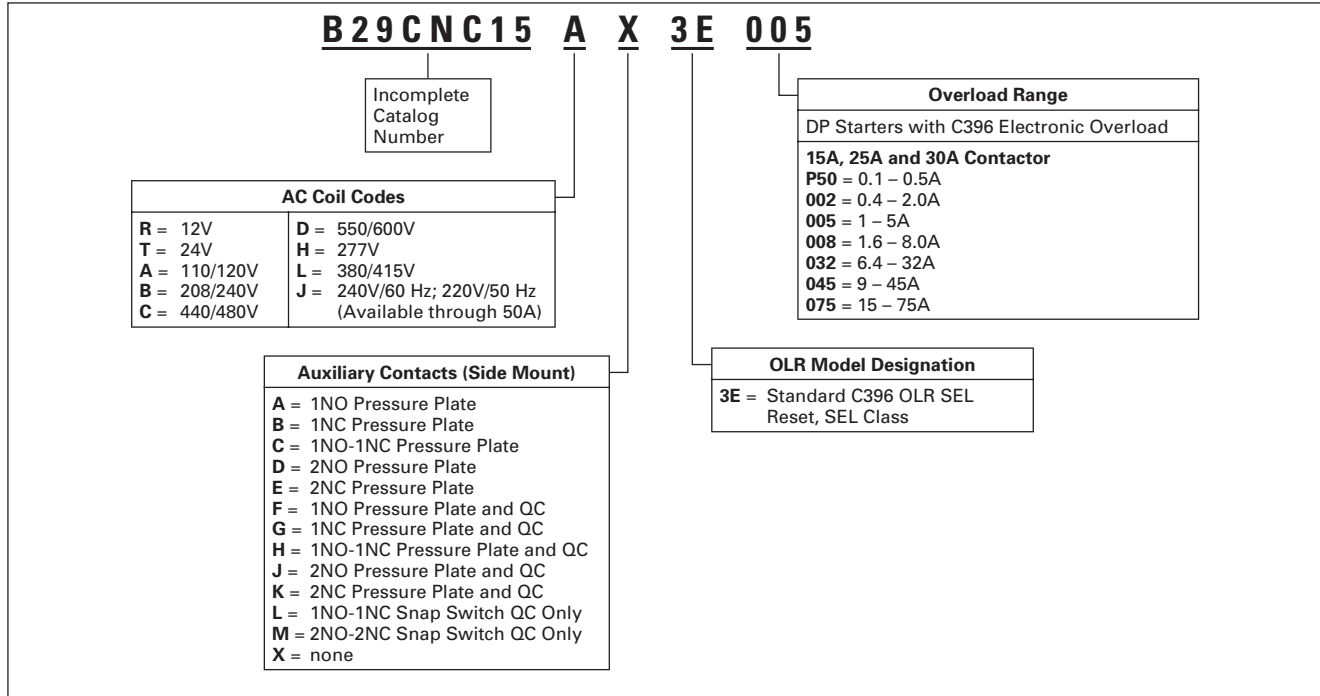 B29CNC15 A X 3E 005
Incomplete
Catalog
Number
Overload Range
DP Starters with C396 Electronic Overload
15A, 25A and 30A Contactor
P50 = 0.1 – 0.5A
002 = 0.4 – 2.0A
005 = 1 – 5A
008 = 1.6 – 8.0A
032 = 6.4 – 32A
045 = 9 – 45A
075 = 15 – 75A
AC Coil Codes
R = 12V
T = 24V
A = 110/120V
B = 208/240V
C = 440/480V
D = 550/600V
H = 277V
L = 380/415V
J = 240V/60 Hz; 220V/50 Hz
(Available through 50A)
OLR Model Designation
3E = Standard C396 OLR SEL
Reset, SEL Class
Auxiliary Contacts (Side Mount)
A = 1NO Pressure Plate
B = 1NC Pressure Plate
C = 1NO-1NC Pressure Plate
D = 2NO Pressure Plate
E = 2NC Pressure Plate
F = 1NO Pressure Plate and QC
G = 1NC Pressure Plate and QC
H = 1NO-1NC Pressure Plate and QC
J = 2NO Pressure Plate and QC
K = 2NC Pressure Plate and QC
L = 1NO-1NC Snap Switch QC Only
M = 2NO-2NC Snap Switch QC Only
X = none